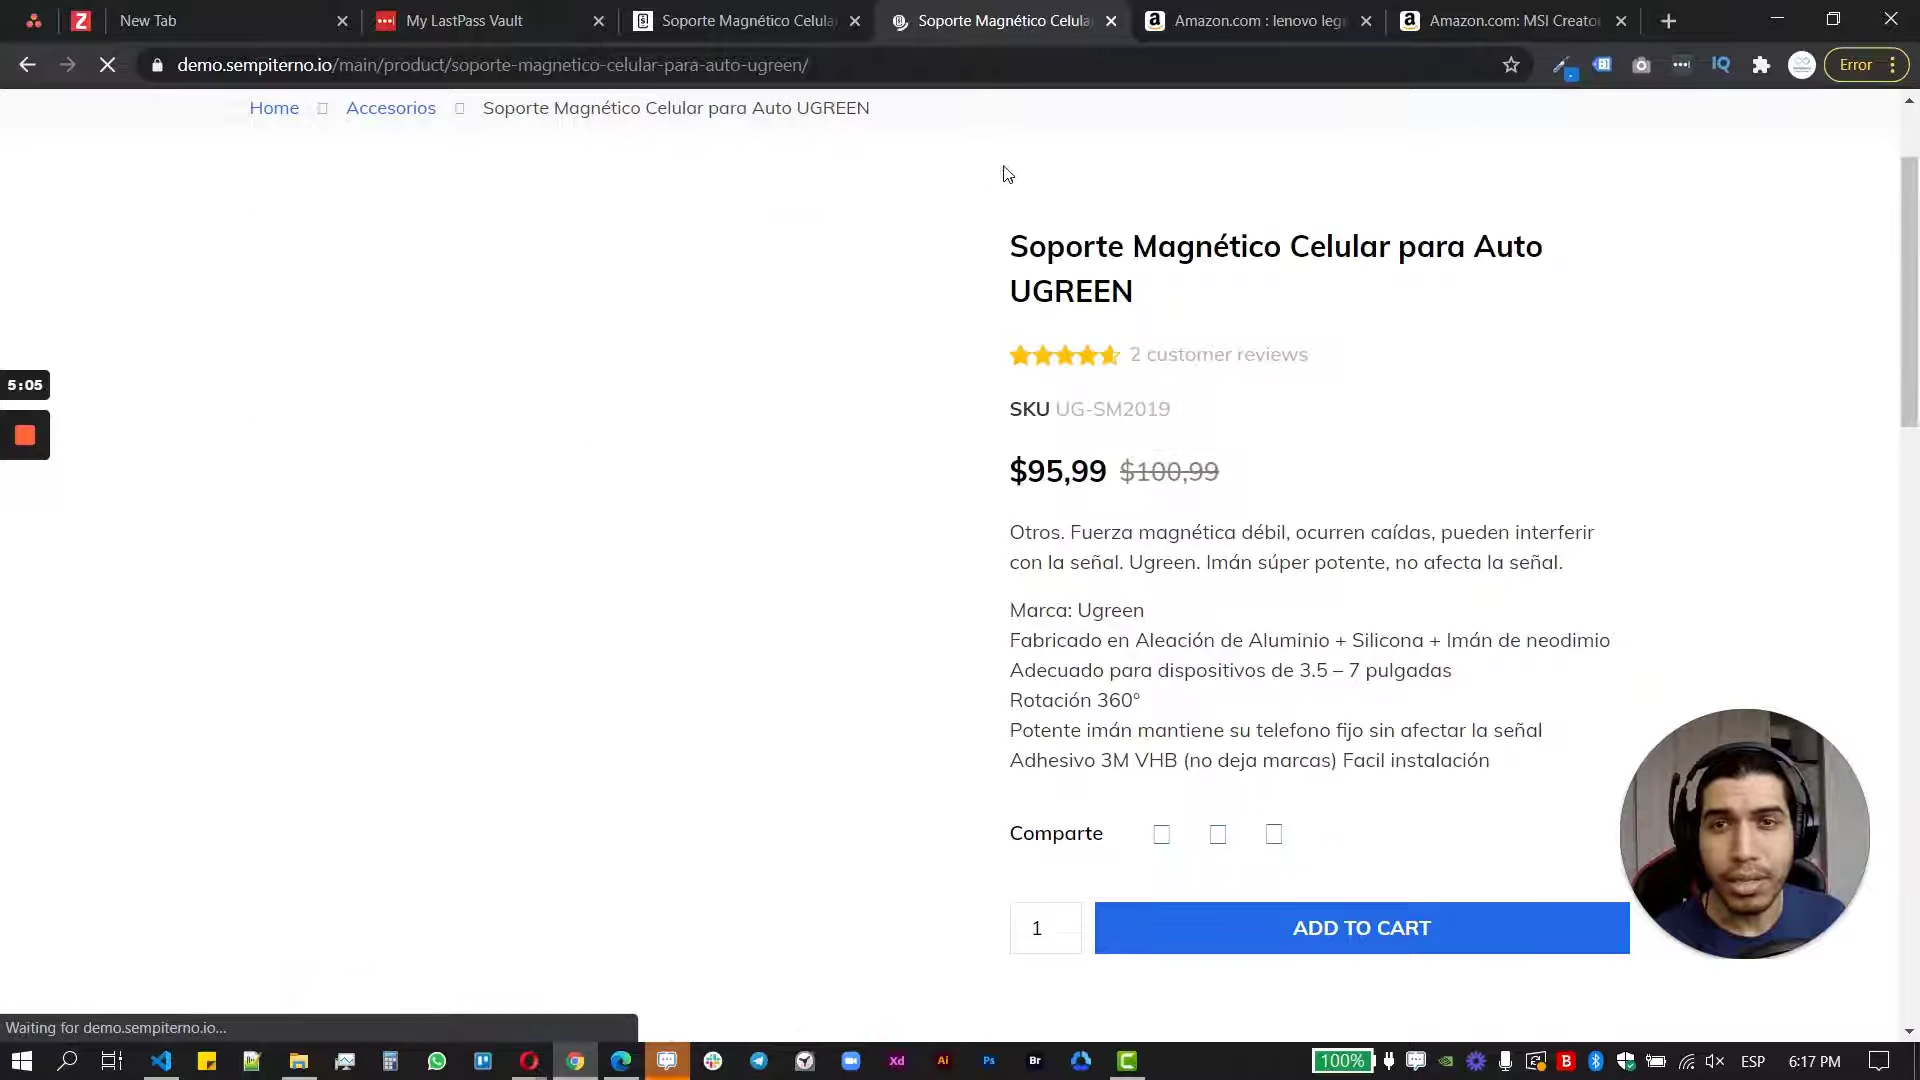 New Tab
My LastPass Vault
Soporte Magnético Celula
Soporte Magnético Celula
Amazon.com : lenovo leg
Amazon.com: MSI Creato
demo.sempiterno.io/main/product/soporte-magnetico-celular-para-auto-ugreen/
IQ
Error
Home
Accesorios
Soporte Magnético Celular para Auto UGREEN
Soporte Magnético Celular para Auto
UGREEN
2 customer reviews
5:05
SKU UG-SM2019
$95,99 $100,99
Otros. Fuerza magnética débil, ocurren caídas, pueden interferir
con la señal. Ugreen. Imán súper potente, no afecta la señal.
Marca: Ugreen
Fabricado en Aleación de Aluminio + Silicona + Imán de neodimio
Adecuado para dispositivos de 3.5 – 7 pulgadas
Rotación 360°
Potente imán mantiene su telefono fijo sin afectar la señal
Adhesivo 3M VHB (no deja marcas) Facil instalación
Comparte
1
ADD TO CART
Waiting for demo.sempiterno.io...
Xd
Ai
Ps
Br
100%
B
ESP
6:17 PM